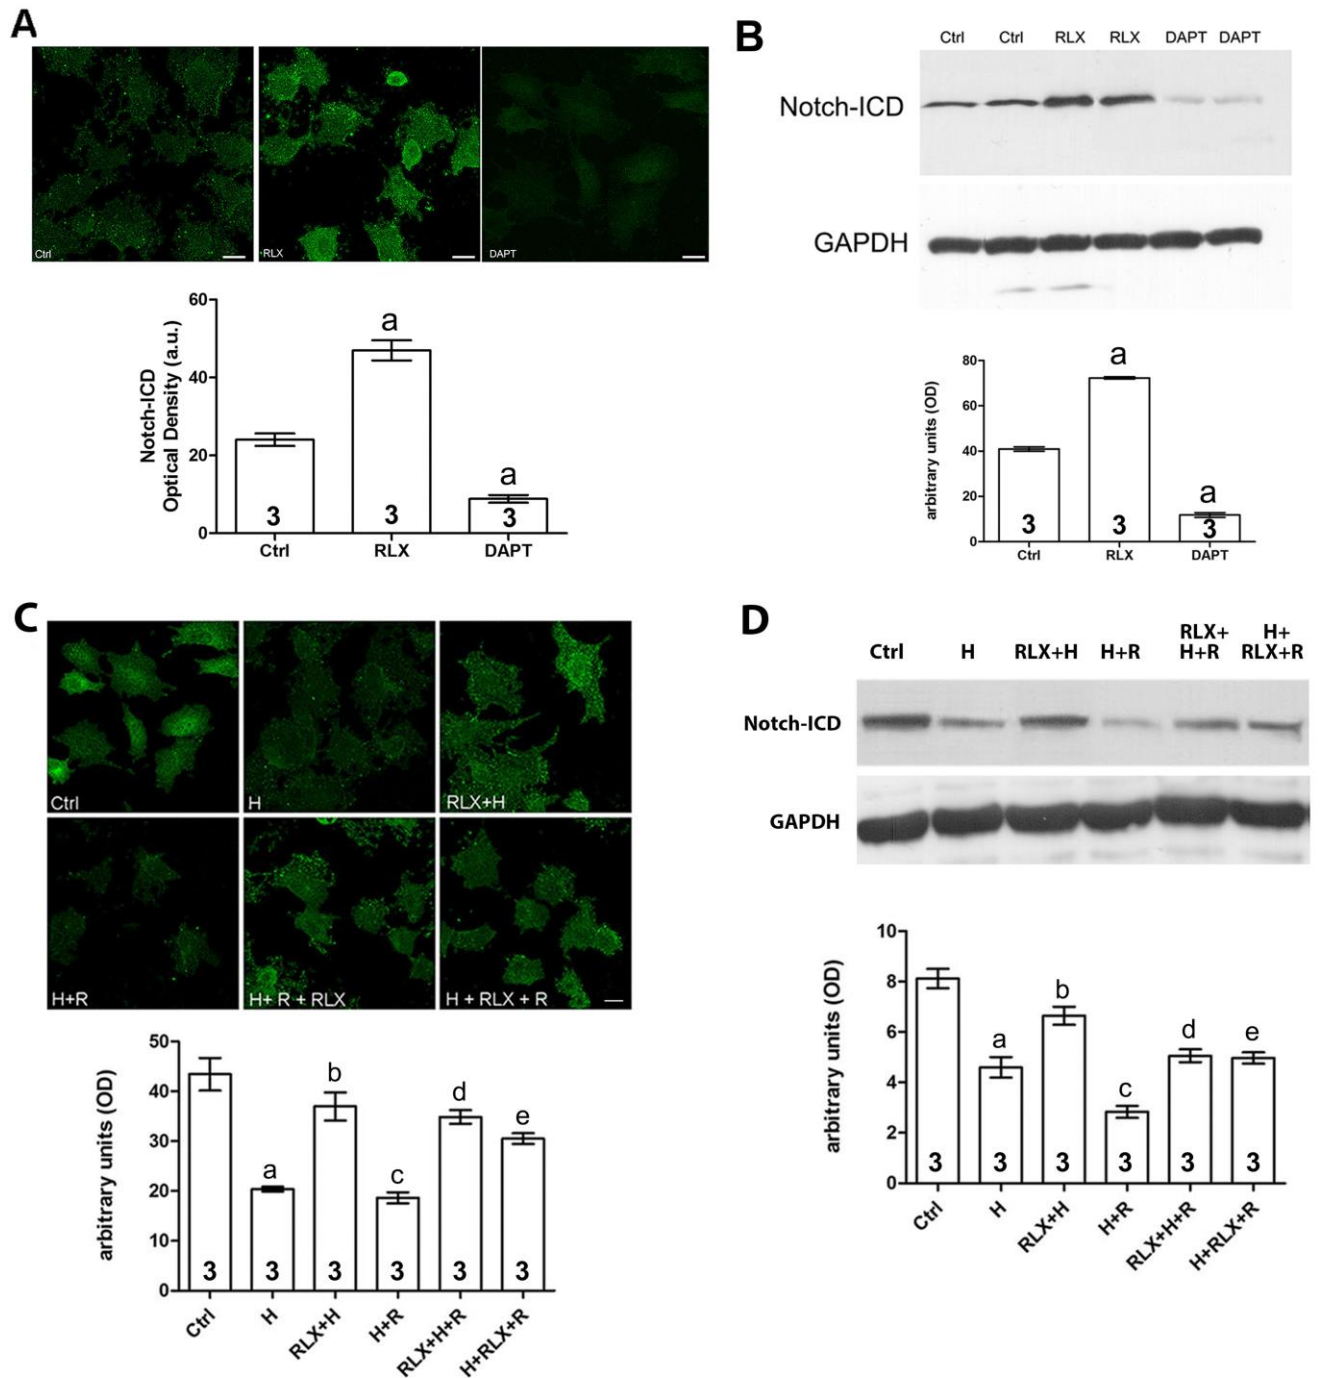 A
Ctrl
RLX
DAPT
Notch-ICD
Optical Density (a.u.)
60
40
20
0
a
a
3
3
3
Ctrl RLX DAPT
B
Ctrl Ctrl RLX RLX DAPT DAPT
Notch-ICD
GAPDH
arbitrary units (OD)
80
60
40
20
0
a
a
3
3
3
Ctrl RLX DAPT
C
Ctrl
H
RLX+H
H+R
H+ R + RLX
H + RLX + R
arbitrary units (OD)
50
40
30
20
10
0
a
b
c
d
e
3 3 3 3 3 3
Ctrl
H
RLX+H
H+R
RLX+H+R
H+RLX+R
D
Ctrl
H
RLX+H
H+R
RLX+
H+R
H+
RLX+R
Notch-ICD
GAPDH
arbitrary units (OD)
10
8
6
4
2
0
a
b
c
d
e
3 3 3 3 3 3
Ctrl
H
RLX+H
H+R
RLX+H+R
H+RLX+R